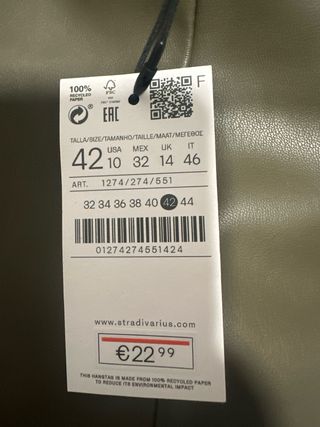 100%
RECYCLED
PAPER
FSC
F
EAC
TALLA/SIZE/TAMANHO/TAILLE/MAAT/ΜΕΓΕΘΟΣ
42 USA 10 MEX 32 UK 14 IT 46
ART. 1274/274/551
32 34 36 38 40 42 44
01274274551424
www.stradivarius.com
€22 99
THIS HANGTAG IS MADE FROM 100% RECYCLED PAPER
TO REDUCE ITS ENVIRONMENTAL IMPACT